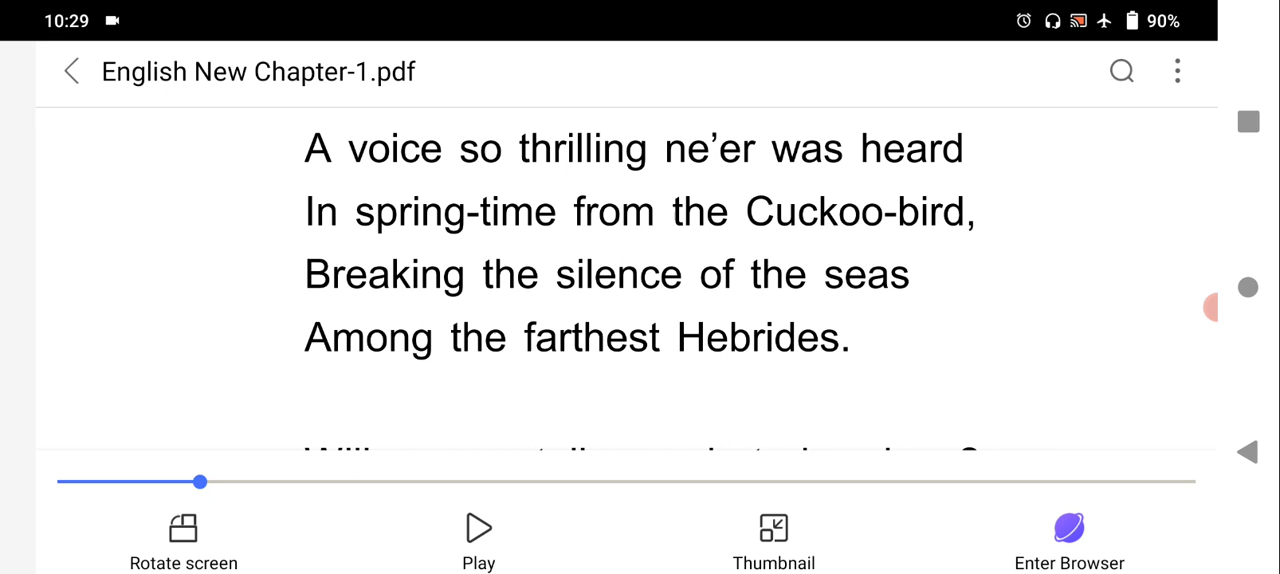 10:29
90%
English New Chapter-1.pdf
A voice so thrilling ne’er was heard
In spring-time from the Cuckoo-bird,
Breaking the silence of the seas
Among the farthest Hebrides.
Rotate screen
Play
Thumbnail
Enter Browser